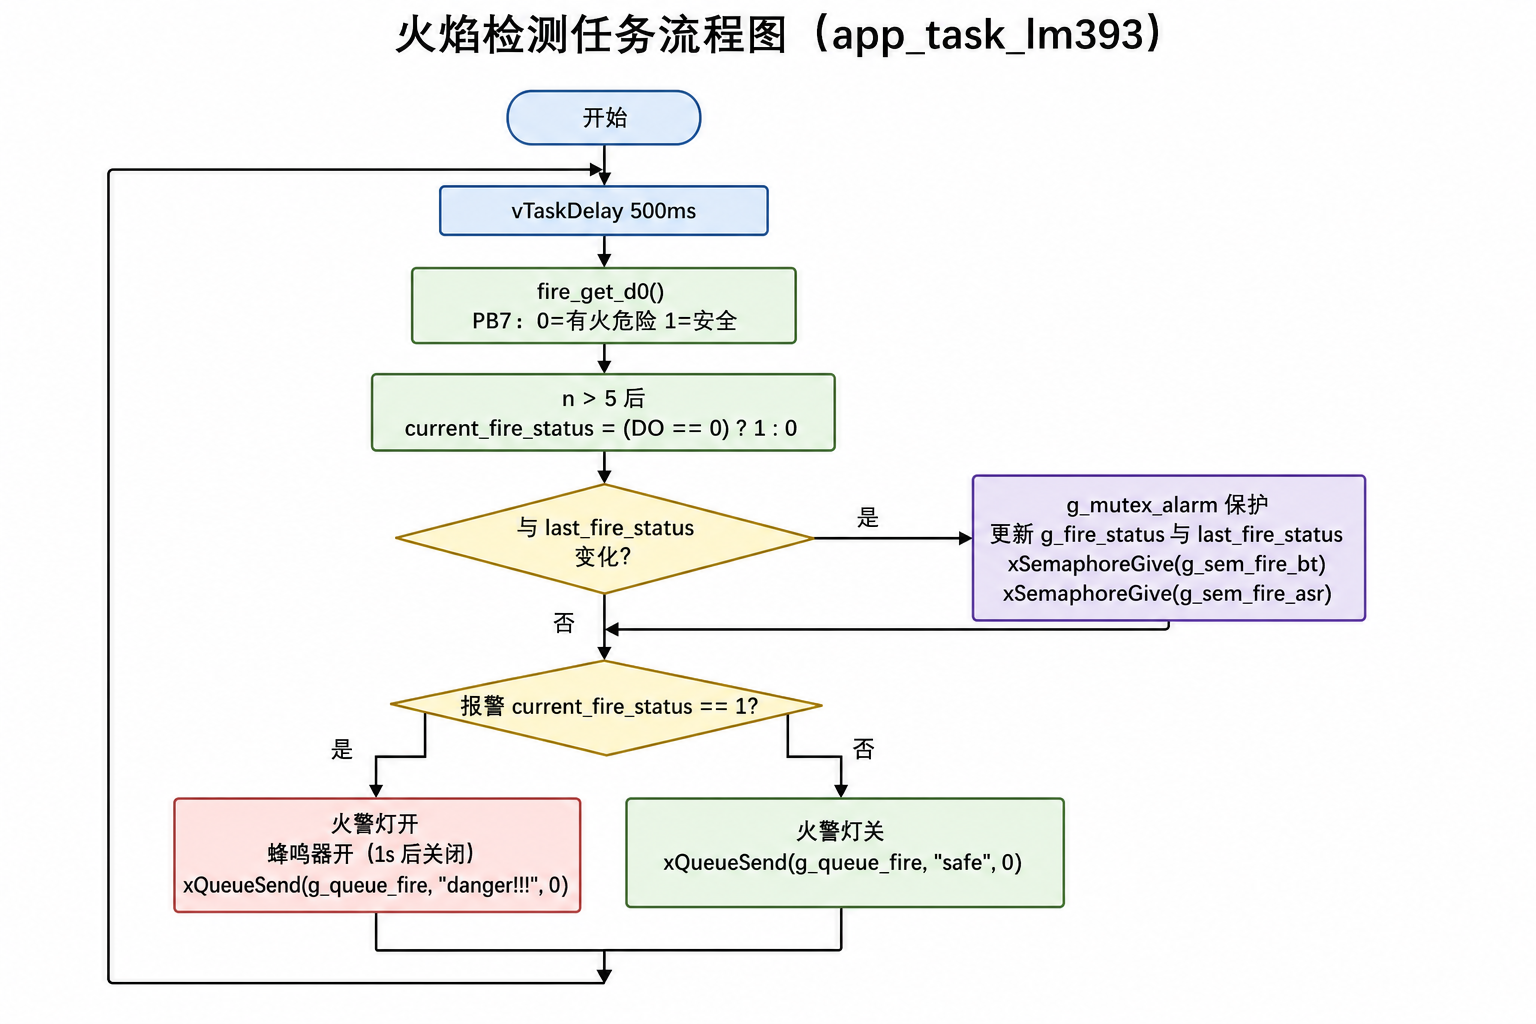 火焰检测任务流程图（app_task_lm393）
开始
vTaskDelay 500ms
fire_get_d0()
PB7：0=有火危险 1=安全
n > 5 后
current_fire_status = (DO == 0) ? 1 : 0
与 last_fire_status
变化?
是
g_mutex_alarm 保护
更新 g_fire_status 与 last_fire_status
xSemaphoreGive(g_sem_fire_bt)
xSemaphoreGive(g_sem_fire_asr)
否
报警 current_fire_status == 1?
是
否
火警灯开
蜂鸣器开（1s 后关闭）
xQueueSend(g_queue_fire, "danger!!!", 0)
火警灯关
xQueueSend(g_queue_fire, "safe", 0)